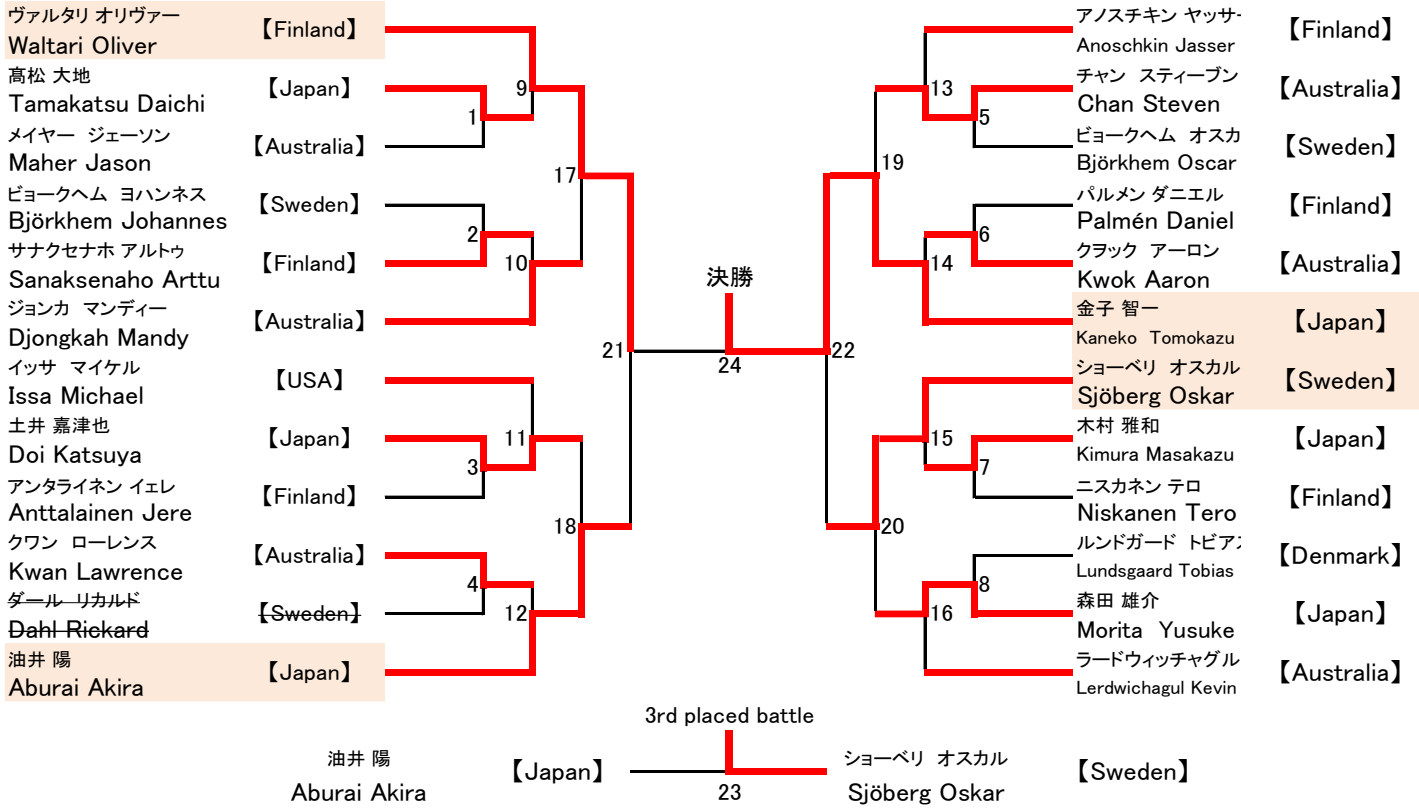 ヴァルタリ オリヴァー
Waltari Oliver
【Finland】
髙松 大地
Tamakatsu Daichi
【Japan】
メイヤー ジェーソン
Maher Jason
【Australia】
ビョークヘム ヨハンネス
Björkhem Johannes
【Sweden】
サナクセナホ アルトゥ
Sanaksenaho Arttu
【Finland】
ジョンカ マンディー
Djongkah Mandy
【Australia】
イッサ マイケル
Issa Michael
【USA】
土井 嘉津也
Doi Katsuya
【Japan】
アンタライネン イェレ
Anttalainen Jere
【Finland】
クワン ローレンス
Kwan Lawrence
【Australia】
ダール リカルド
Dahl Rickard
【Sweden】
油井 陽
Aburai Akira
【Japan】
1
2
3
4
9
10
11
12
17
18
21
決勝
24
22
19
20
13
14
15
16
5
6
7
8
アノスチキン ヤッサー
Anoschkin Jasser
【Finland】
チャン スティーブン
Chan Steven
【Australia】
ビョークヘム オスカ
Björkhem Oscar
【Sweden】
パルメン ダニエル
Palmén Daniel
【Finland】
クヲック アーロン
Kwok Aaron
【Australia】
金子 智一
Kaneko Tomokazu
【Japan】
ショーベリ オスカル
Sjöberg Oskar
【Sweden】
木村 雅和
Kimura Masakazu
【Japan】
ニスカネン テロ
Niskanen Tero
【Finland】
ルンドガード トビアス
Lundsgaard Tobias
【Denmark】
森田 雄介
Morita Yusuke
【Japan】
ラードウィッチャグル
Lerdwichagul Kevin
【Australia】
3rd placed battle
油井 陽
Aburai Akira
【Japan】
23
ショーベリ オスカル
Sjöberg Oskar
【Sweden】